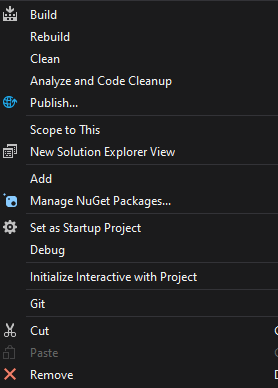 Build
Rebuild
Clean
Analyze and Code Cleanup
Publish...
Scope to This
New Solution Explorer View
Add
Manage NuGet Packages...
Set as Startup Project
Debug
Initialize Interactive with Project
Git
Cut
Paste
Remove